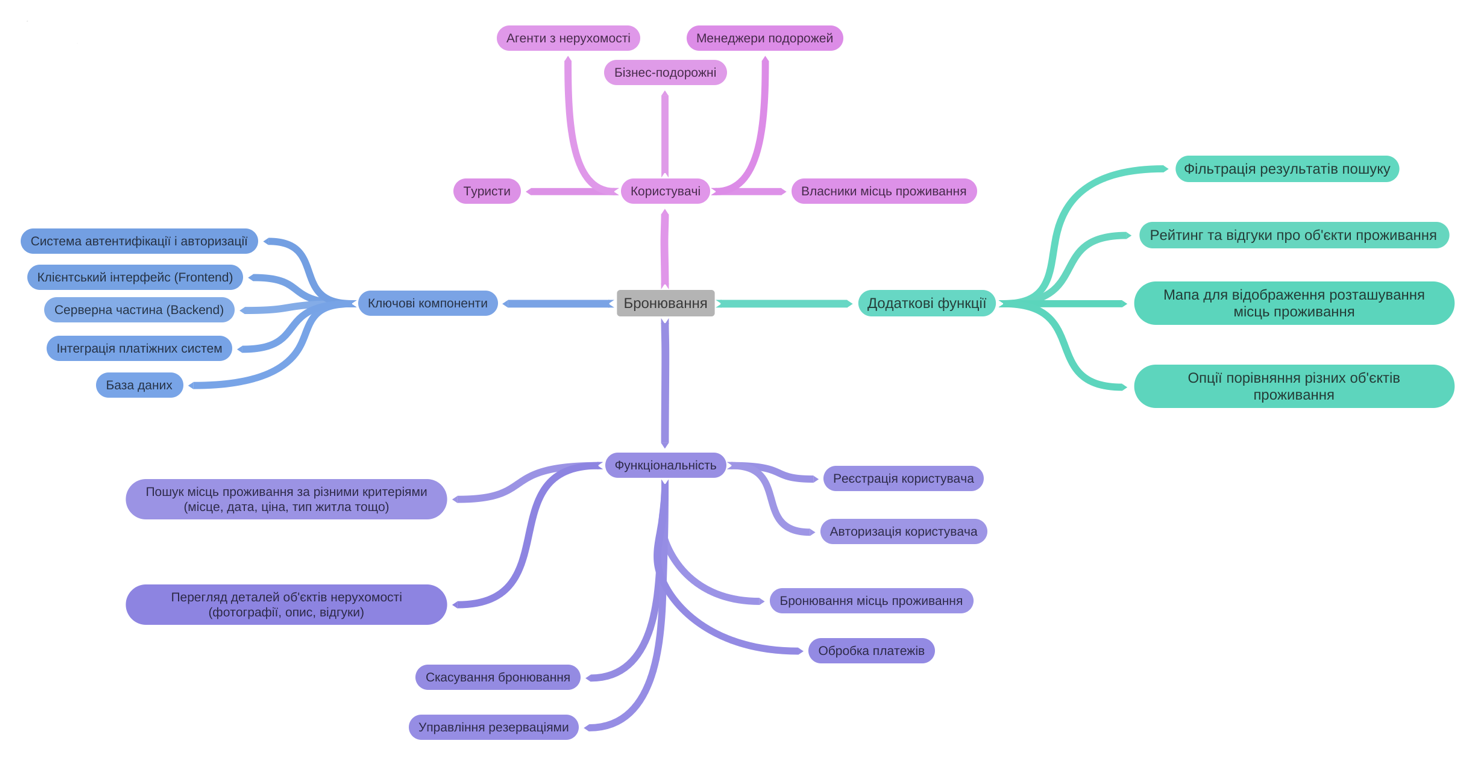 Агенти з нерухомості
Менеджери подорожей
Бізнес-подорожні
Туристи
Користувачі
Власники місць проживання
Фільтрація результатів пошуку
Рейтинг та відгуки про об'єкти проживання
Мапа для відображення розташування
місць проживання
Опції порівняння різних об'єктів
проживання
Система автентифікації і авторизації
Клієнтський інтерфейс (Frontend)
Серверна частина (Backend)
Інтеграція платіжних систем
База даних
Ключові компоненти
Бронювання
Додаткові функції
Функціональність
Пошук місць проживання за різними критеріями
(місце, дата, ціна, тип житла тощо)
Реєстрація користувача
Авторизація користувача
Перегляд деталей об'єктів нерухомості
(фотографії, опис, відгуки)
Бронювання місць проживання
Обробка платежів
Скасування бронювання
Управління резерваціями